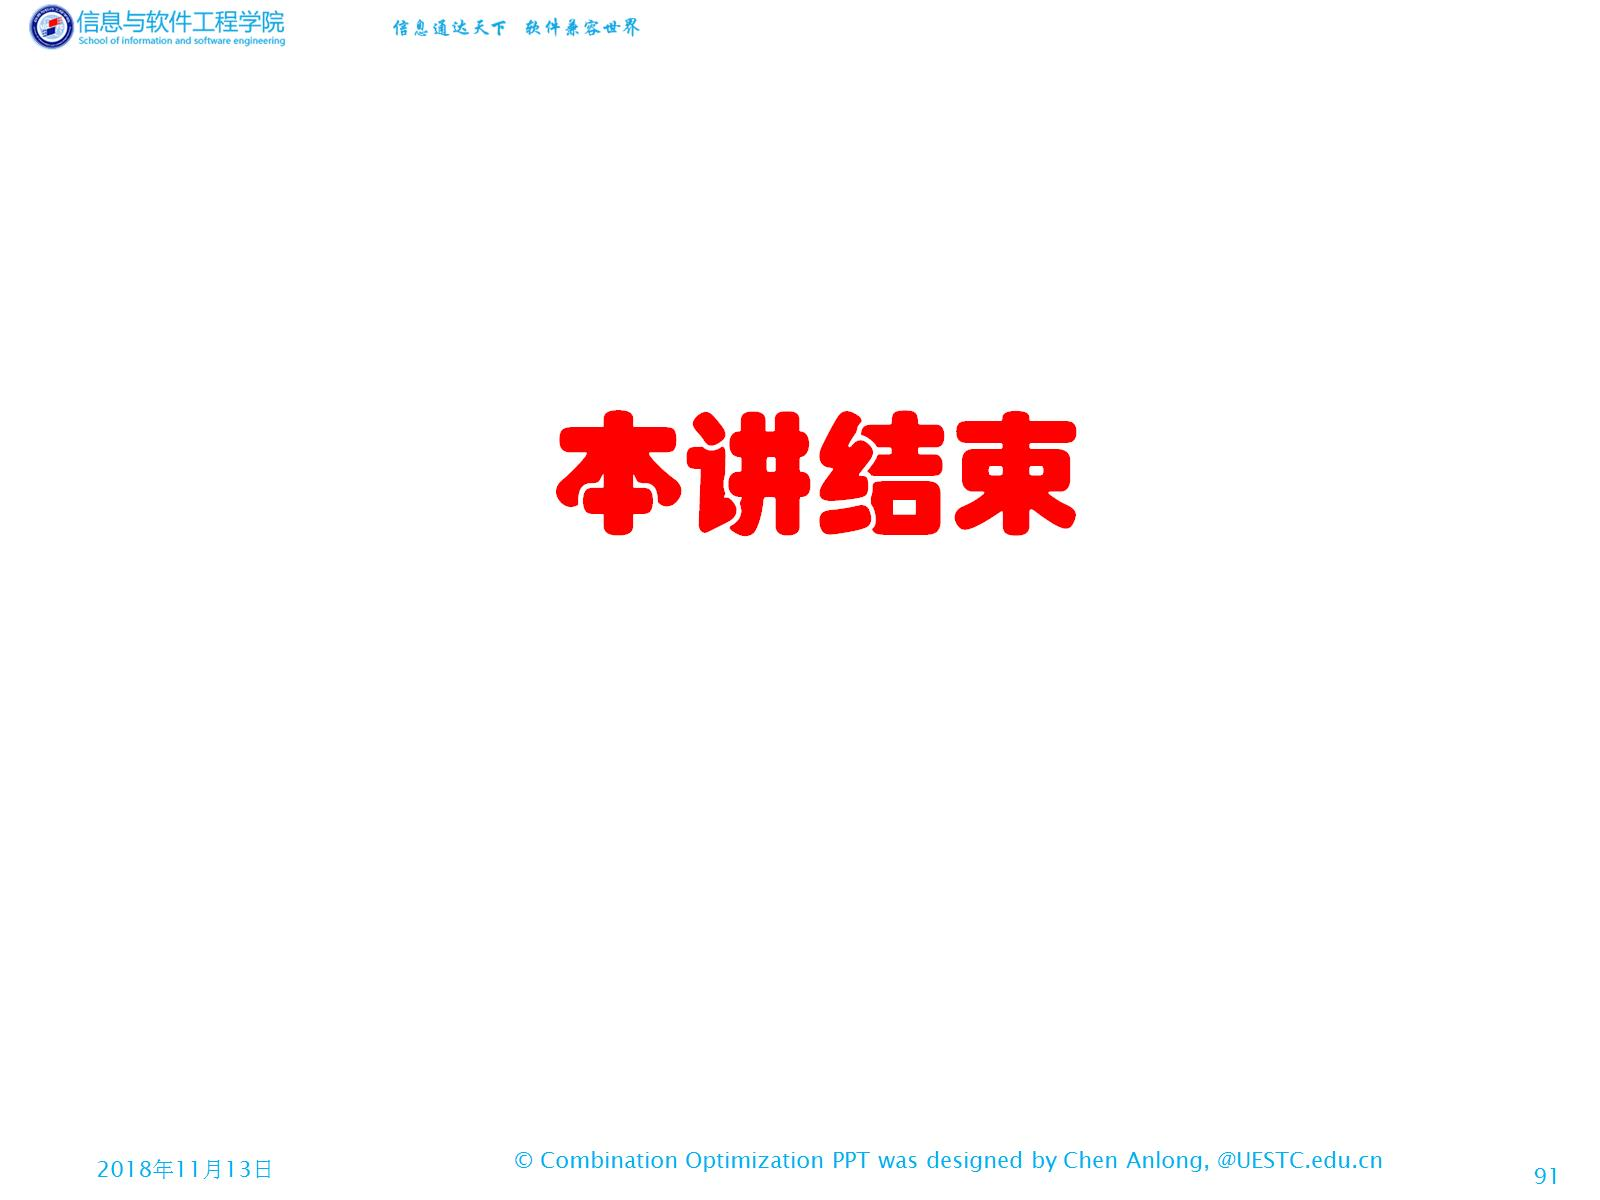 信息与软件工程学院
School of information and software engineering
信息通达天下 软件兼容世界
本讲结束
2018年11月13日
© Combination Optimization PPT was designed by Chen Anlong, @UESTC.edu.cn
91